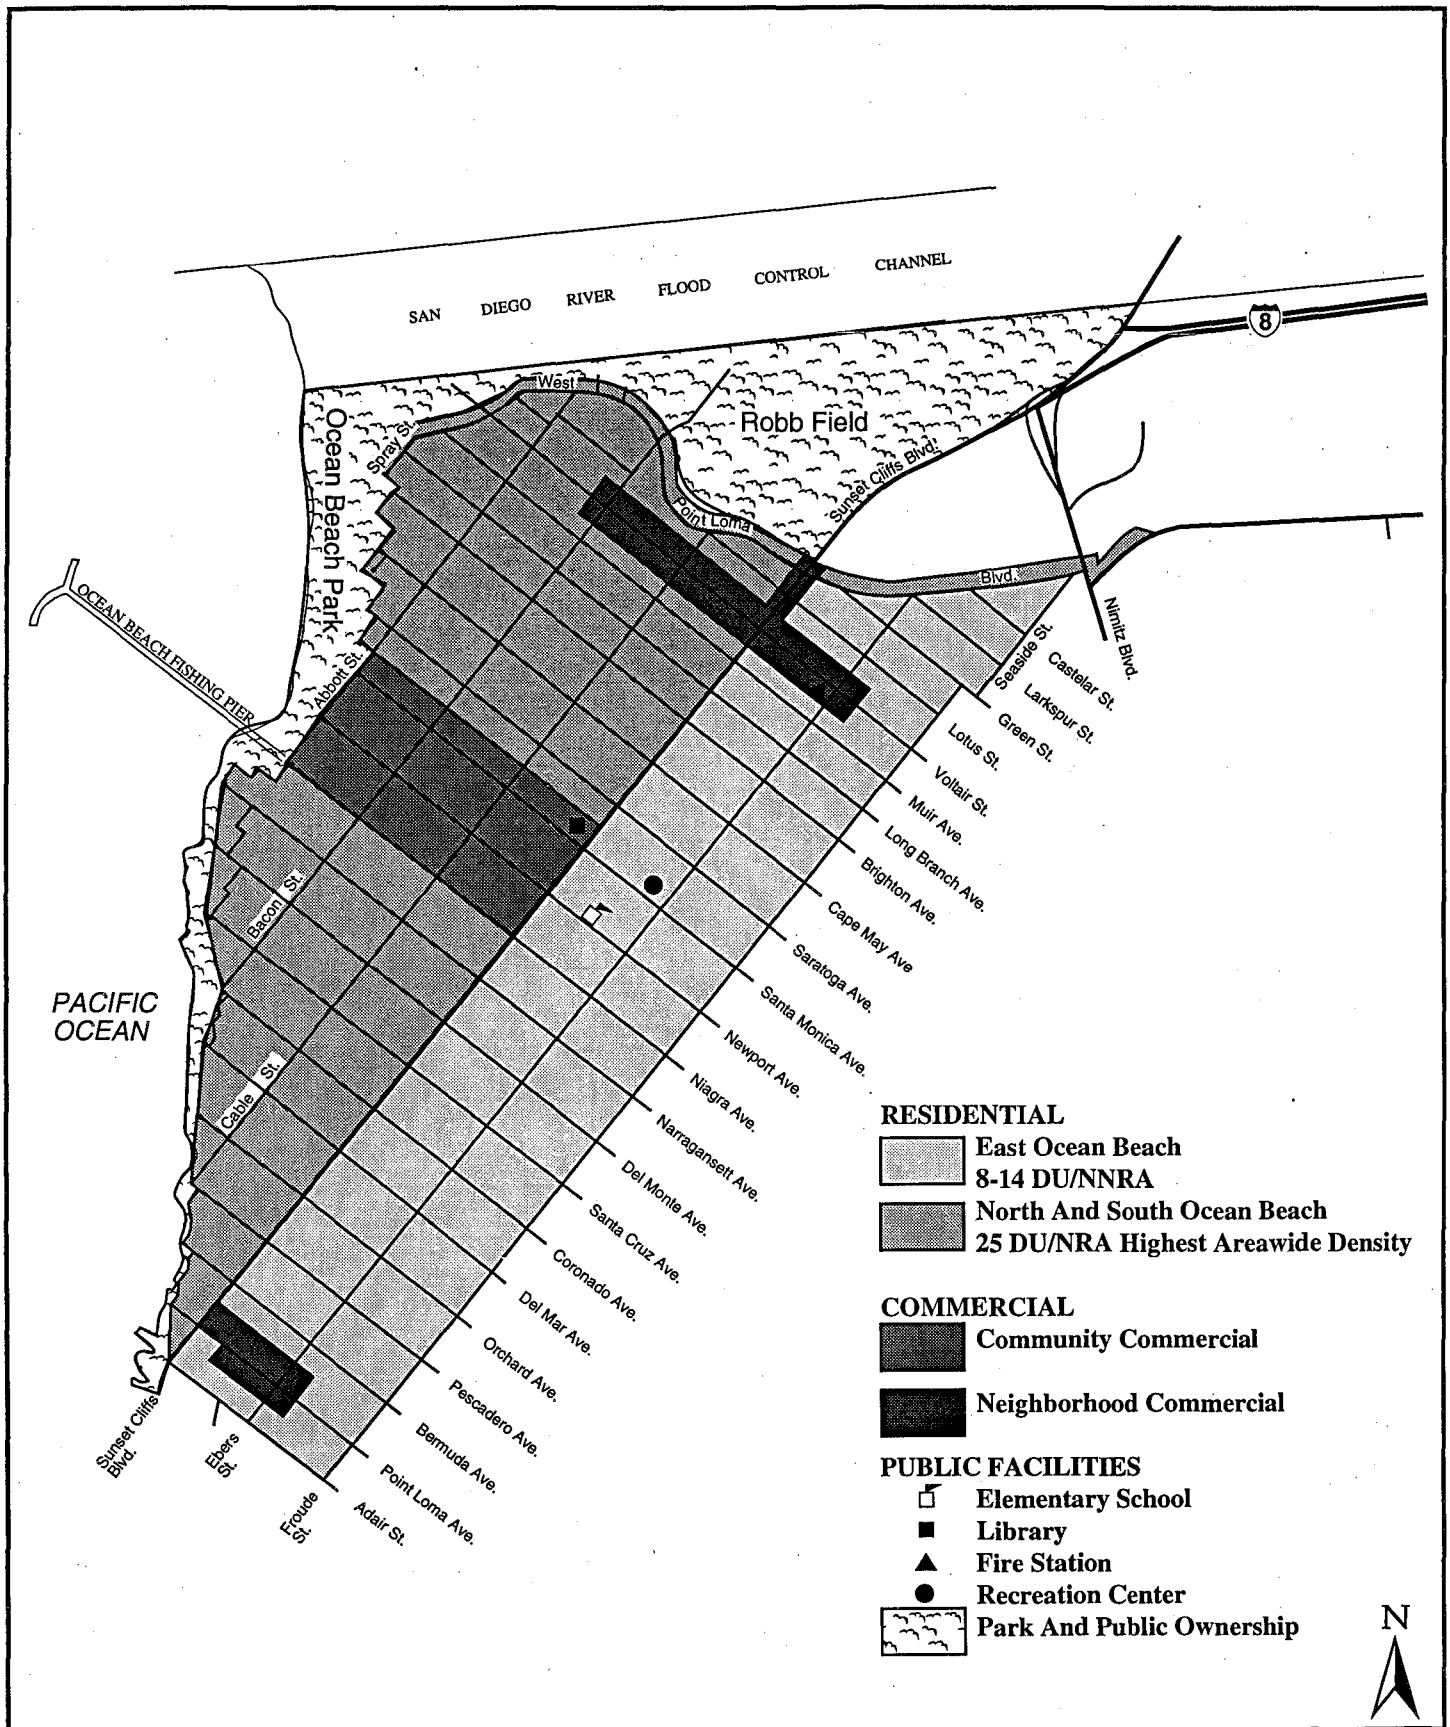 SAN DIEGO RIVER FLOOD CONTROL CHANNEL
8
West
Robb Field
Spray St.
Ocean Beach Park
Sunset Cliffs Blvd.
Point Loma
Blvd.
OCEAN BEACH FISHING PIER
Abbott St.
Nimitz Blvd.
Seaside St.
Castelar St.
Larkspur St.
Green St.
Lotus St.
Voltair St.
Muir Ave.
Long Branch Ave.
Brighton Ave.
Cape May Ave
Saratoga Ave.
Santa Monica Ave.
Newport Ave.
Niagra Ave.
Narragansett Ave.
Del Monte Ave.
Santa Cruz Ave.
Coronado Ave.
Del Mar Ave.
Orchard Ave.
Pescadero Ave.
Bermuda Ave.
Point Loma Ave.
Adair St.
Bacon St.
Cable St.
PACIFIC
OCEAN
Sunset Cliffs
Blvd.
Ebers
St.
Froude
St.
RESIDENTIAL
East Ocean Beach
8-14 DU/NNRA
North And South Ocean Beach
25 DU/NRA Highest Areawide Density
COMMERCIAL
Community Commercial
Neighborhood Commercial
PUBLIC FACILITIES
Elementary School
Library
Fire Station
Recreation Center
Park And Public Ownership
N